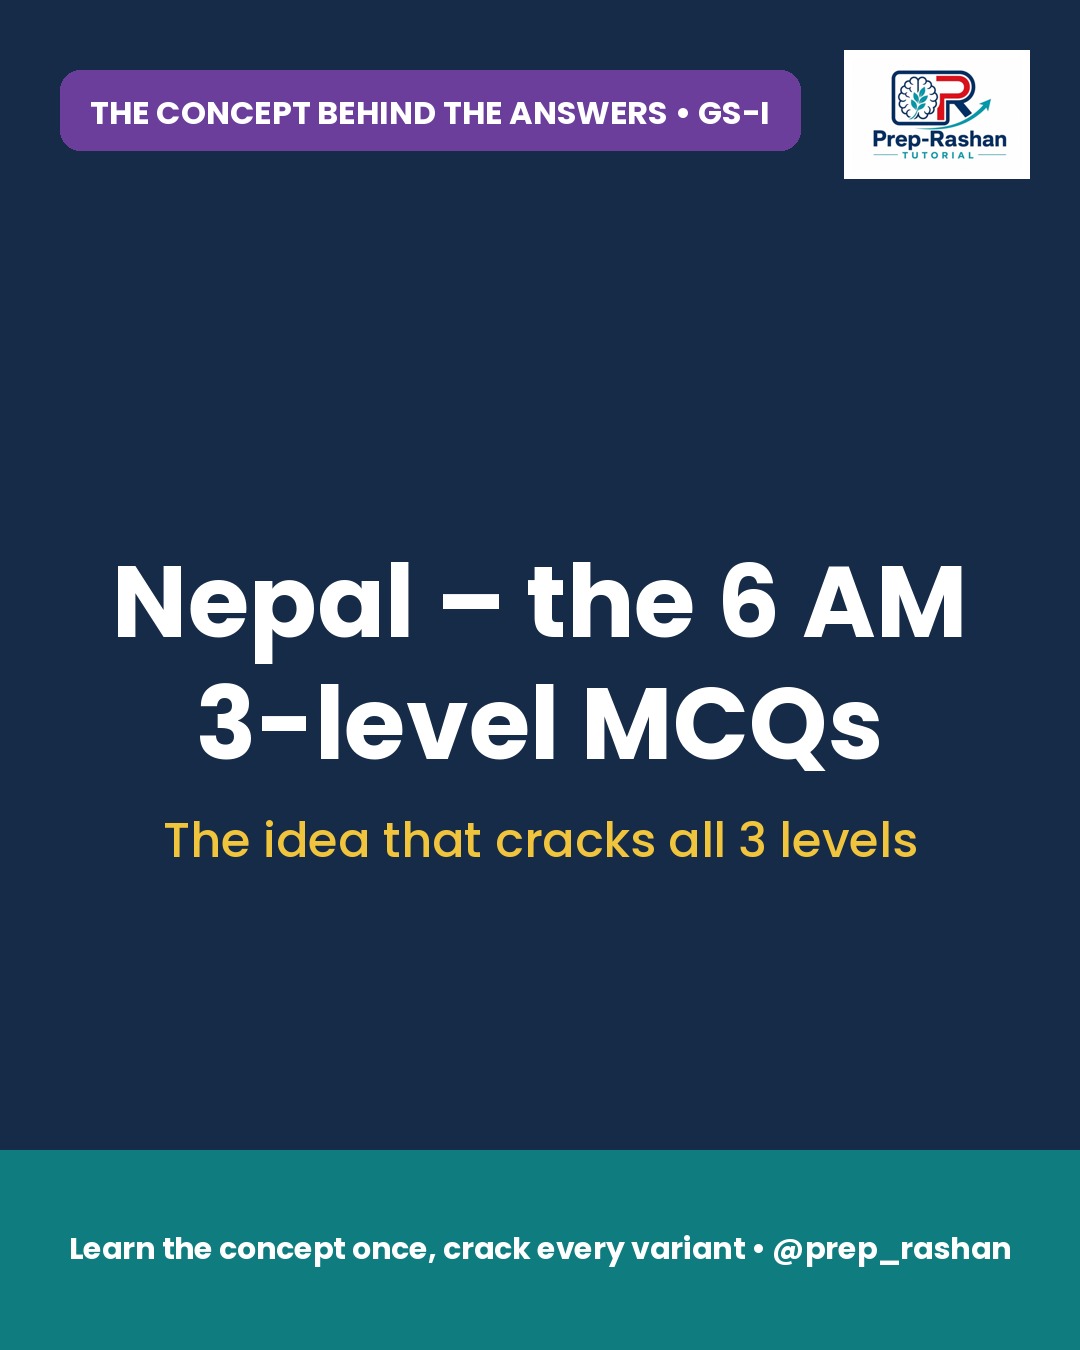 THE CONCEPT BEHIND THE ANSWERS • GS-I
Prep-Rashan
TUTORIAL
Nepal – the 6 AM
3-level MCQs
The idea that cracks all 3 levels
Learn the concept once, crack every variant • @prep_rashan